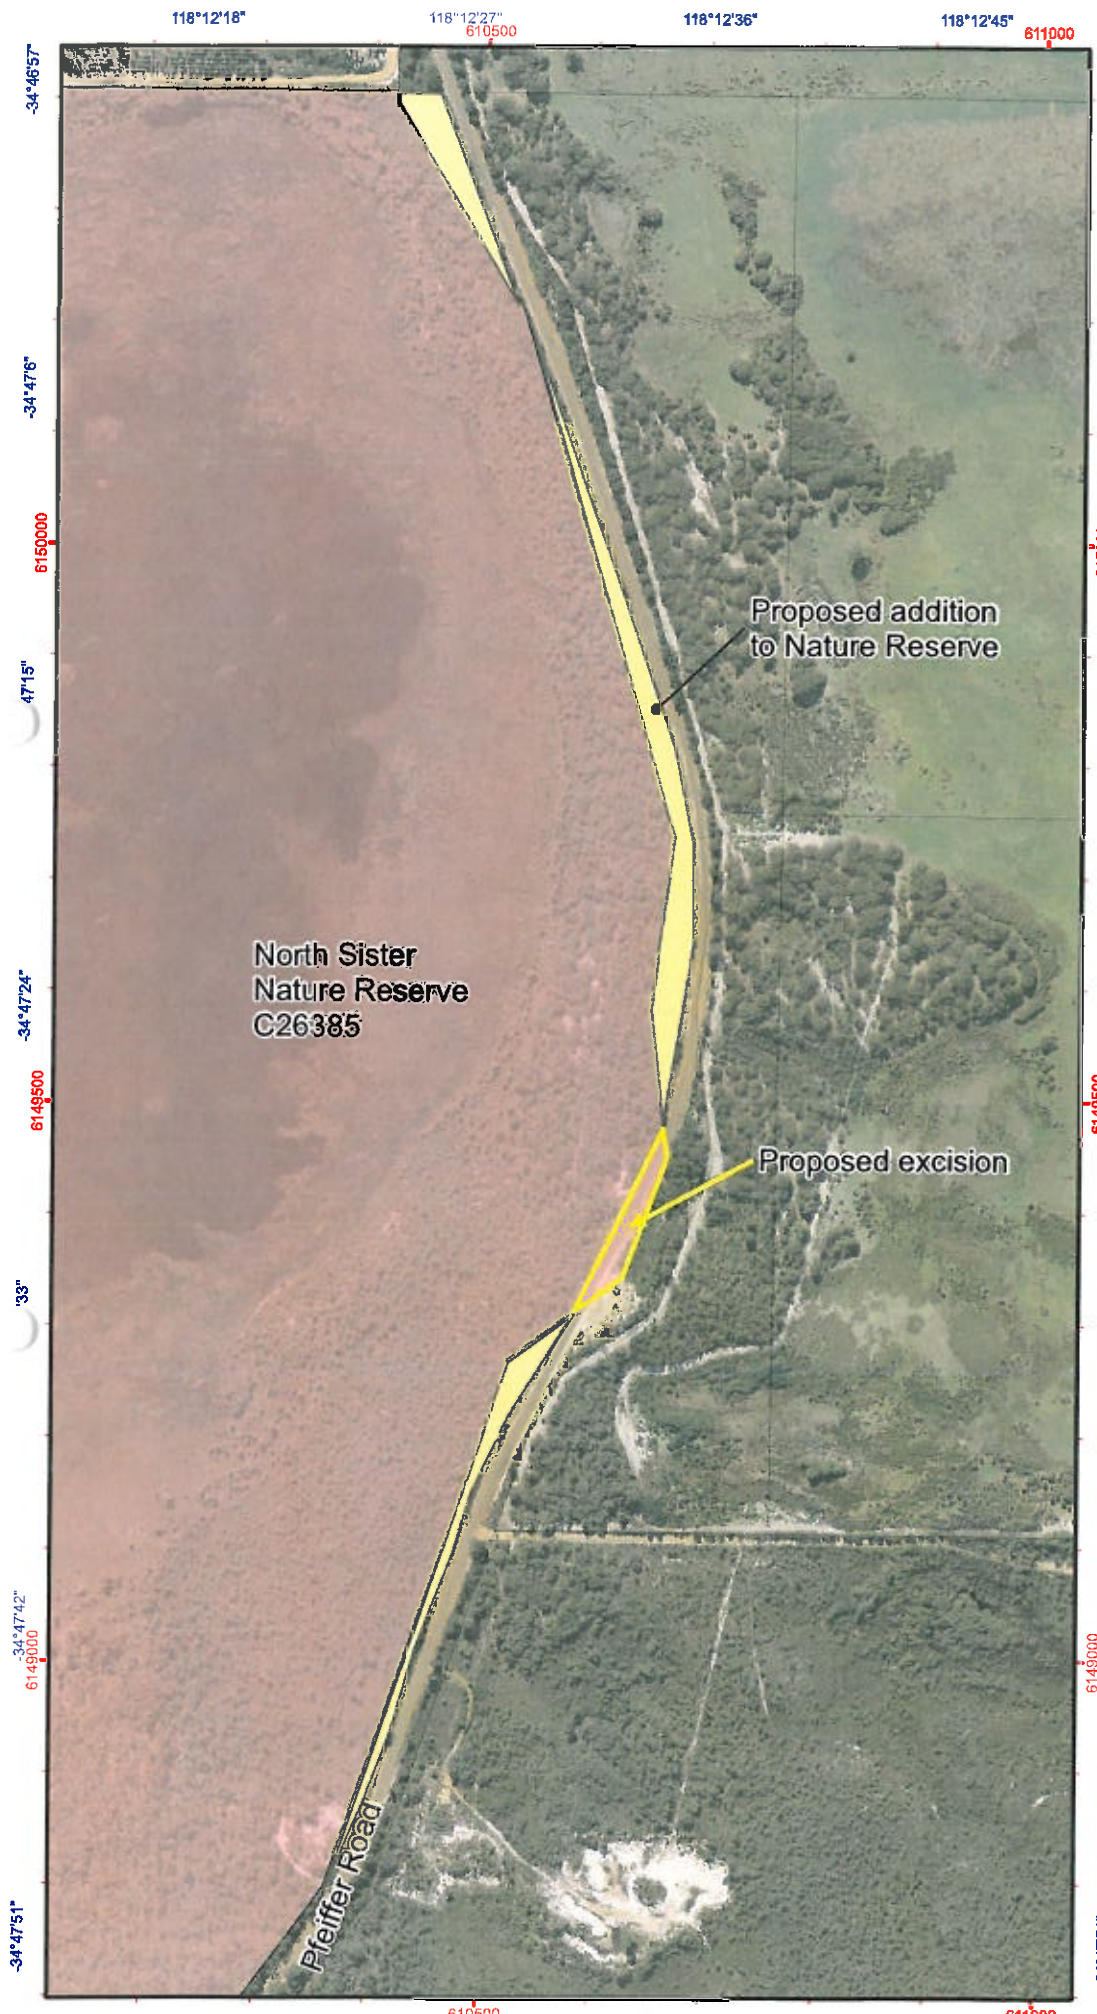 118°12'18"
118°12'27"
118°12'36"
118°12'45"
610500
611000
-34°46'57"
-34°47'6"
6150000
Proposed addition
to Nature Reserve
47'15"
North Sister
Nature Reserve
C26385
-34°47'24"
6149500
6149500
Proposed excision
'33"
-34°47'42"
6149000
6149000
Pfeiffer Road
-34°47'51"
610500